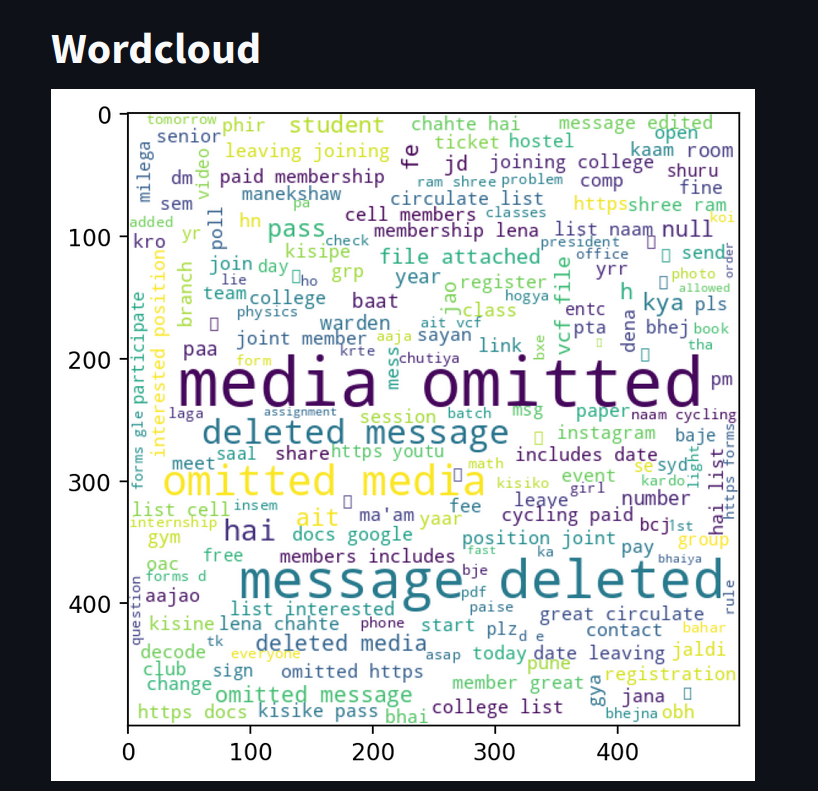 Wordcloud
0
100
200
300
400
0 100 200 300 400
tomorrow phir student chahte hai message edited
senior open
ticket hostel
leaving joining fe kaam room
milega video jd joining college shuru
dm paid membership ram shree problem comp fine
manekshaw
sem pa circulate list https shree ram
cell members classes koi
added poll hn pass membership lena list naam null
kro yr check president
kisipe file attached office send order
join day grp yrr photo
lie ho year register allowed
branch team college jao hogya h
baat class vcf file kya pls
physics entc
warden ait vcf pta dena bhej book
joint member aaja sayan link bxe tha
paa krte mess chutiya
form
media omitted pm
interested position
participate
forms gle
laga assignment session batch msg paper naam cycling
deleted message instagram baje
saal share https youtu includes date
meet math se syd light
omitted media kisiko event kardo hai list https forms
girl
list cell insem fee leave number
internship ait ma'am cycling paid bcj 1st
gym hai yaar
docs google position joint pay group
free members includes fast ka bhaiya
oac bje
forms d message deleted
aajao pdf rule
question list interested paise great circulate
kisine lena chahte phone start plz d e contact bahar
tk deleted media
decode everyone asap today date leaving jaldi
club sign omitted https pune registration
change member great gya
omitted message jana
college list
https docs kisike pass bhai bhejna obh